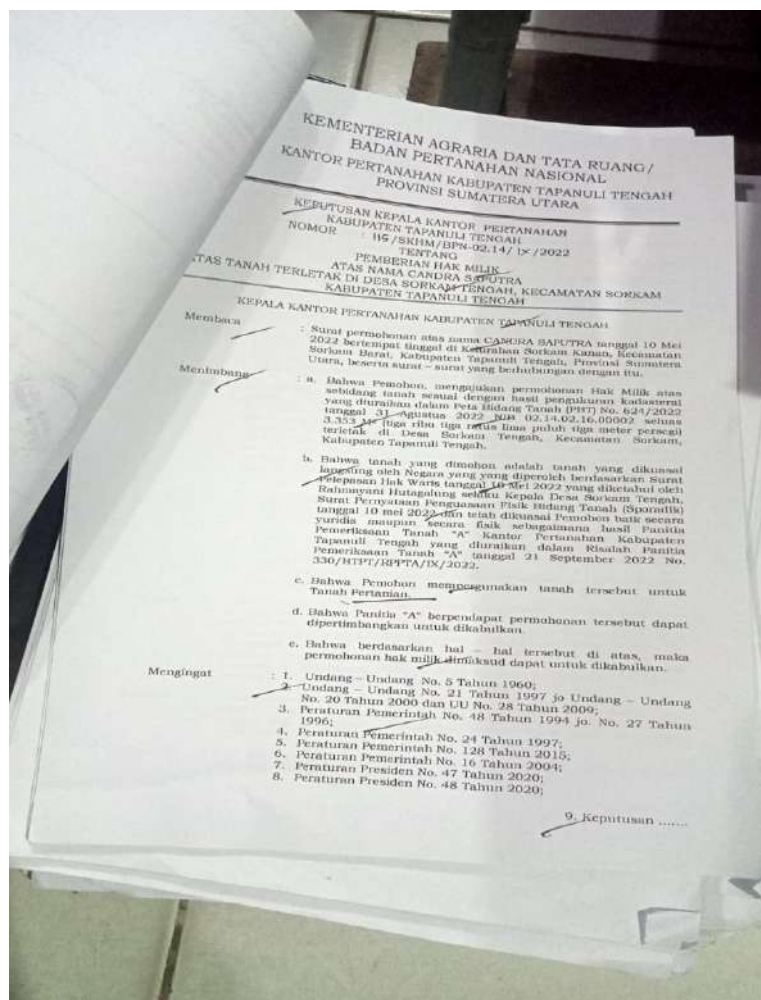 KEMENTERIAN AGRARIA DAN TATA RUANG/
BADAN PERTANAHAN NASIONAL
KANTOR PERTANAHAN KABUPATEN TAPANULI TENGAH
PROVINSI SUMATERA UTARA
KEPUTUSAN KEPALA KANTOR PERTANAHAN
KABUPATEN TAPANULI TENGAH
NOMOR : 115/SKHM/BPN-02.14/ IX /2022
TENTANG
PEMBERIAN HAK MILIK
ATAS NAMA CANDRA SAPUTRA
ATAS TANAH TERLETAK DI DESA SORKAM TENGAH, KECAMATAN SORKAM
KABUPATEN TAPANULI TENGAH
KEPALA KANTOR PERTANAHAN KABUPATEN TAPANULI TENGAH
Membaca : Surat permohonan atas nama CANDRA SAPUTRA tanggal 10 Mei
2022 bertempat tinggal di Kelurahan Sorkam Kanan, Kecamatan
Sorkam Barat, Kabupaten Tapanuli Tengah, Provinsi Sumatera
Utara, beserta surat – surat yang berhubungan dengan itu.
Menimbang : a. Bahwa Pemohon, mengajukan permohonan Hak Milik atas
sebidang tanah sesuai dengan hasil pengukuran kadasteral
yang diuraikan dalam Peta Bidang Tanah (PBT) No. 624/2022
tanggal 31 Agustus 2022 NIB 02.14.02.16.00002 seluas
3.353 M² (tiga ribu tiga ratus lima puluh tiga meter persegi)
terletak di Desa Sorkam Tengah, Kecamatan Sorkam,
Kabupaten Tapanuli Tengah.
b. Bahwa tanah yang dimohon adalah tanah yang dikuasai
langsung oleh Negara yang yang diperoleh berdasarkan Surat
Pelepasan Hak Waris tanggal 10 Mei 2022 yang diketahui oleh
Rahmayani Hutagalung selaku Kepala Desa Sorkam Tengah,
Surat Pernyataan Penguasaan Fisik Bidang Tanah (Sporadik)
tanggal 10 mei 2022 dan telah dikuasai Pemohon baik secara
yuridis maupun secara fisik sebagaimana hasil Panitia
Pemeriksaan Tanah "A" Kantor Pertanahan Kabupaten
Tapanuli Tengah yang diuraikan dalam Risalah Panitia
Pemeriksaan Tanah "A" tanggal 21 September 2022 No.
330/HTPT/RPPTA/IX/2022.
c. Bahwa Pemohon mempergunakan tanah tersebut untuk
Tanah Pertanian.
d. Bahwa Panitia "A" berpendapat permohonan tersebut dapat
dipertimbangkan untuk dikabulkan.
e. Bahwa berdasarkan hal – hal tersebut di atas, maka
permohonan hak milik dimaksud dapat untuk dikabulkan.
Mengingat : 1. Undang – Undang No. 5 Tahun 1960;
2. Undang – Undang No. 21 Tahun 1997 jo Undang – Undang
No. 20 Tahun 2000 dan UU No. 28 Tahun 2009;
3. Peraturan Pemerintah No. 48 Tahun 1994 jo. No. 27 Tahun
1996;
4. Peraturan Pemerintah No. 24 Tahun 1997;
5. Peraturan Pemerintah No. 128 Tahun 2015;
6. Peraturan Pemerintah No. 16 Tahun 2004;
7. Peraturan Presiden No. 47 Tahun 2020;
8. Peraturan Presiden No. 48 Tahun 2020;
9. Keputusan .......